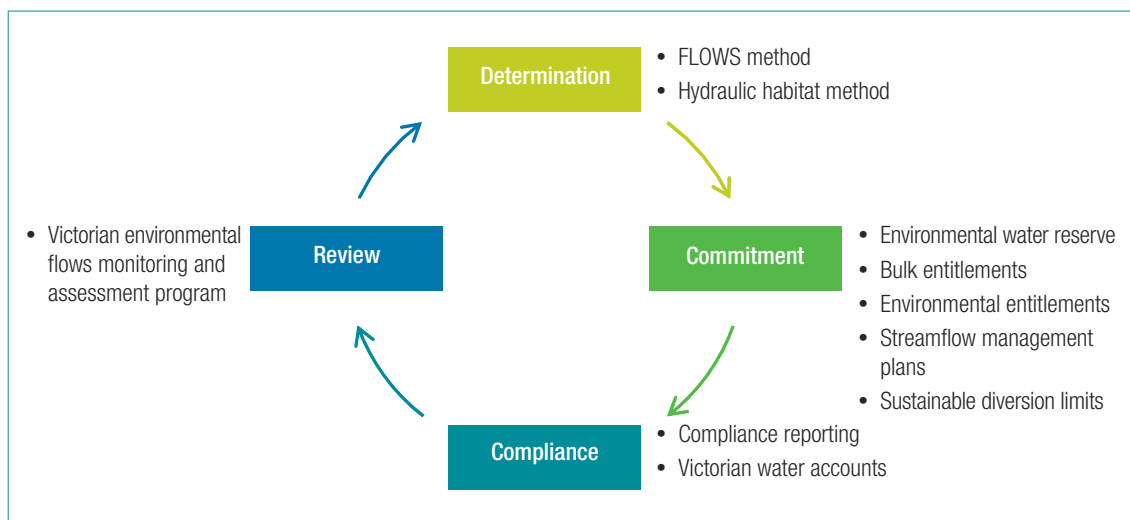 Determination
• FLOWS method
• Hydraulic habitat method
Commitment
• Environmental water reserve
• Bulk entitlements
• Environmental entitlements
• Streamflow management
plans
• Sustainable diversion limits
Compliance
• Compliance reporting
• Victorian water accounts
Review
• Victorian environmental
flows monitoring and
assessment program